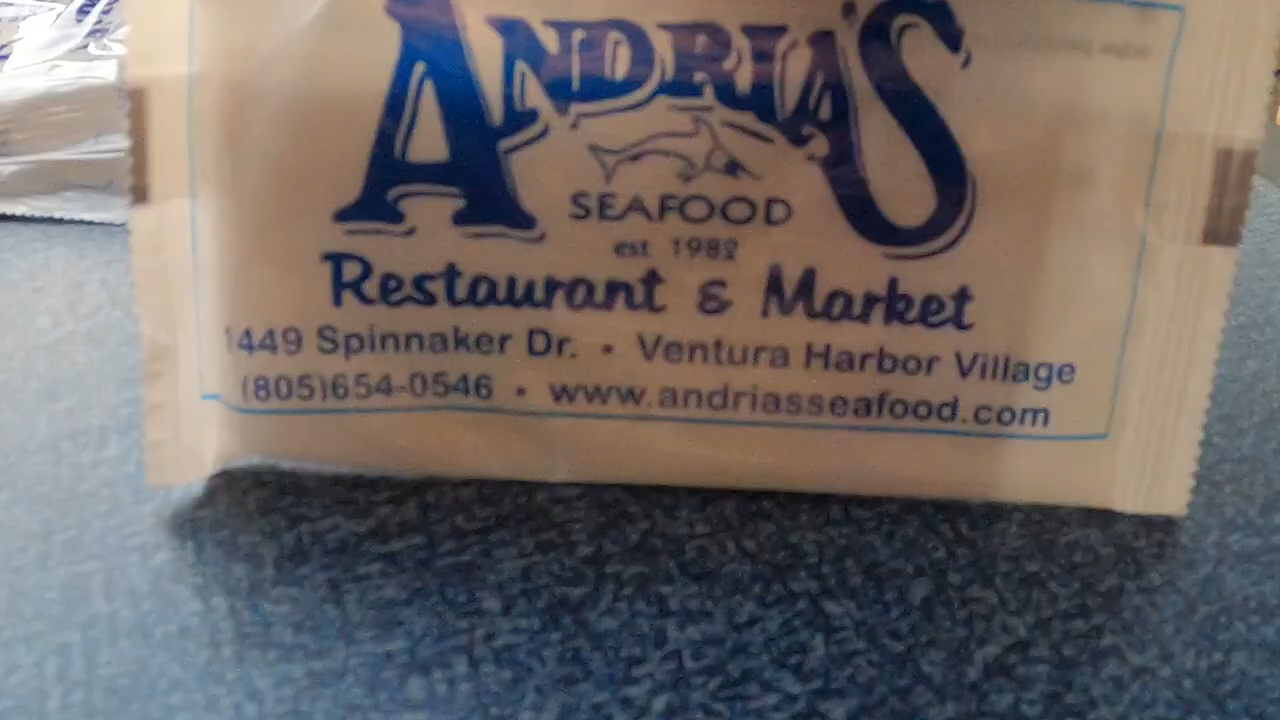 ANDRIA'S
SEAFOOD
est 1982
Restaurant & Market
1449 Spinnaker Dr. • Ventura Harbor Village
(805)654-0546 • www.andriasseafood.com